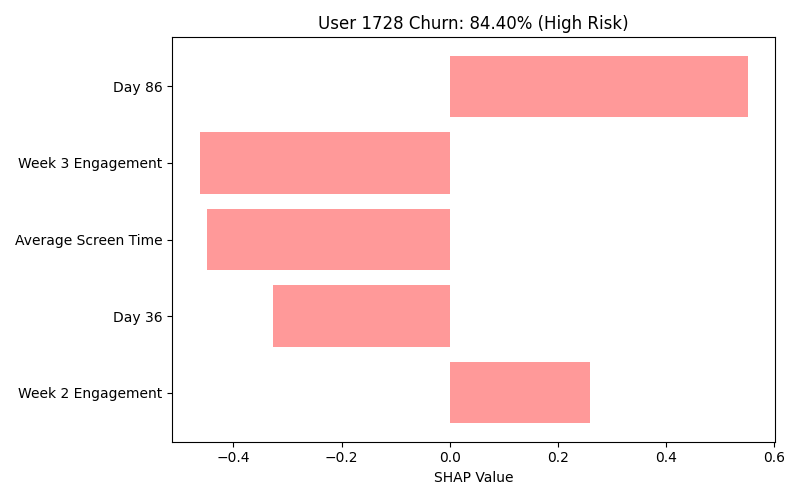 User 1728 Churn: 84.40% (High Risk)
Day 86
Week 3 Engagement
Average Screen Time
Day 36
Week 2 Engagement
−0.4 −0.2 0.0 0.2 0.4 0.6
SHAP Value